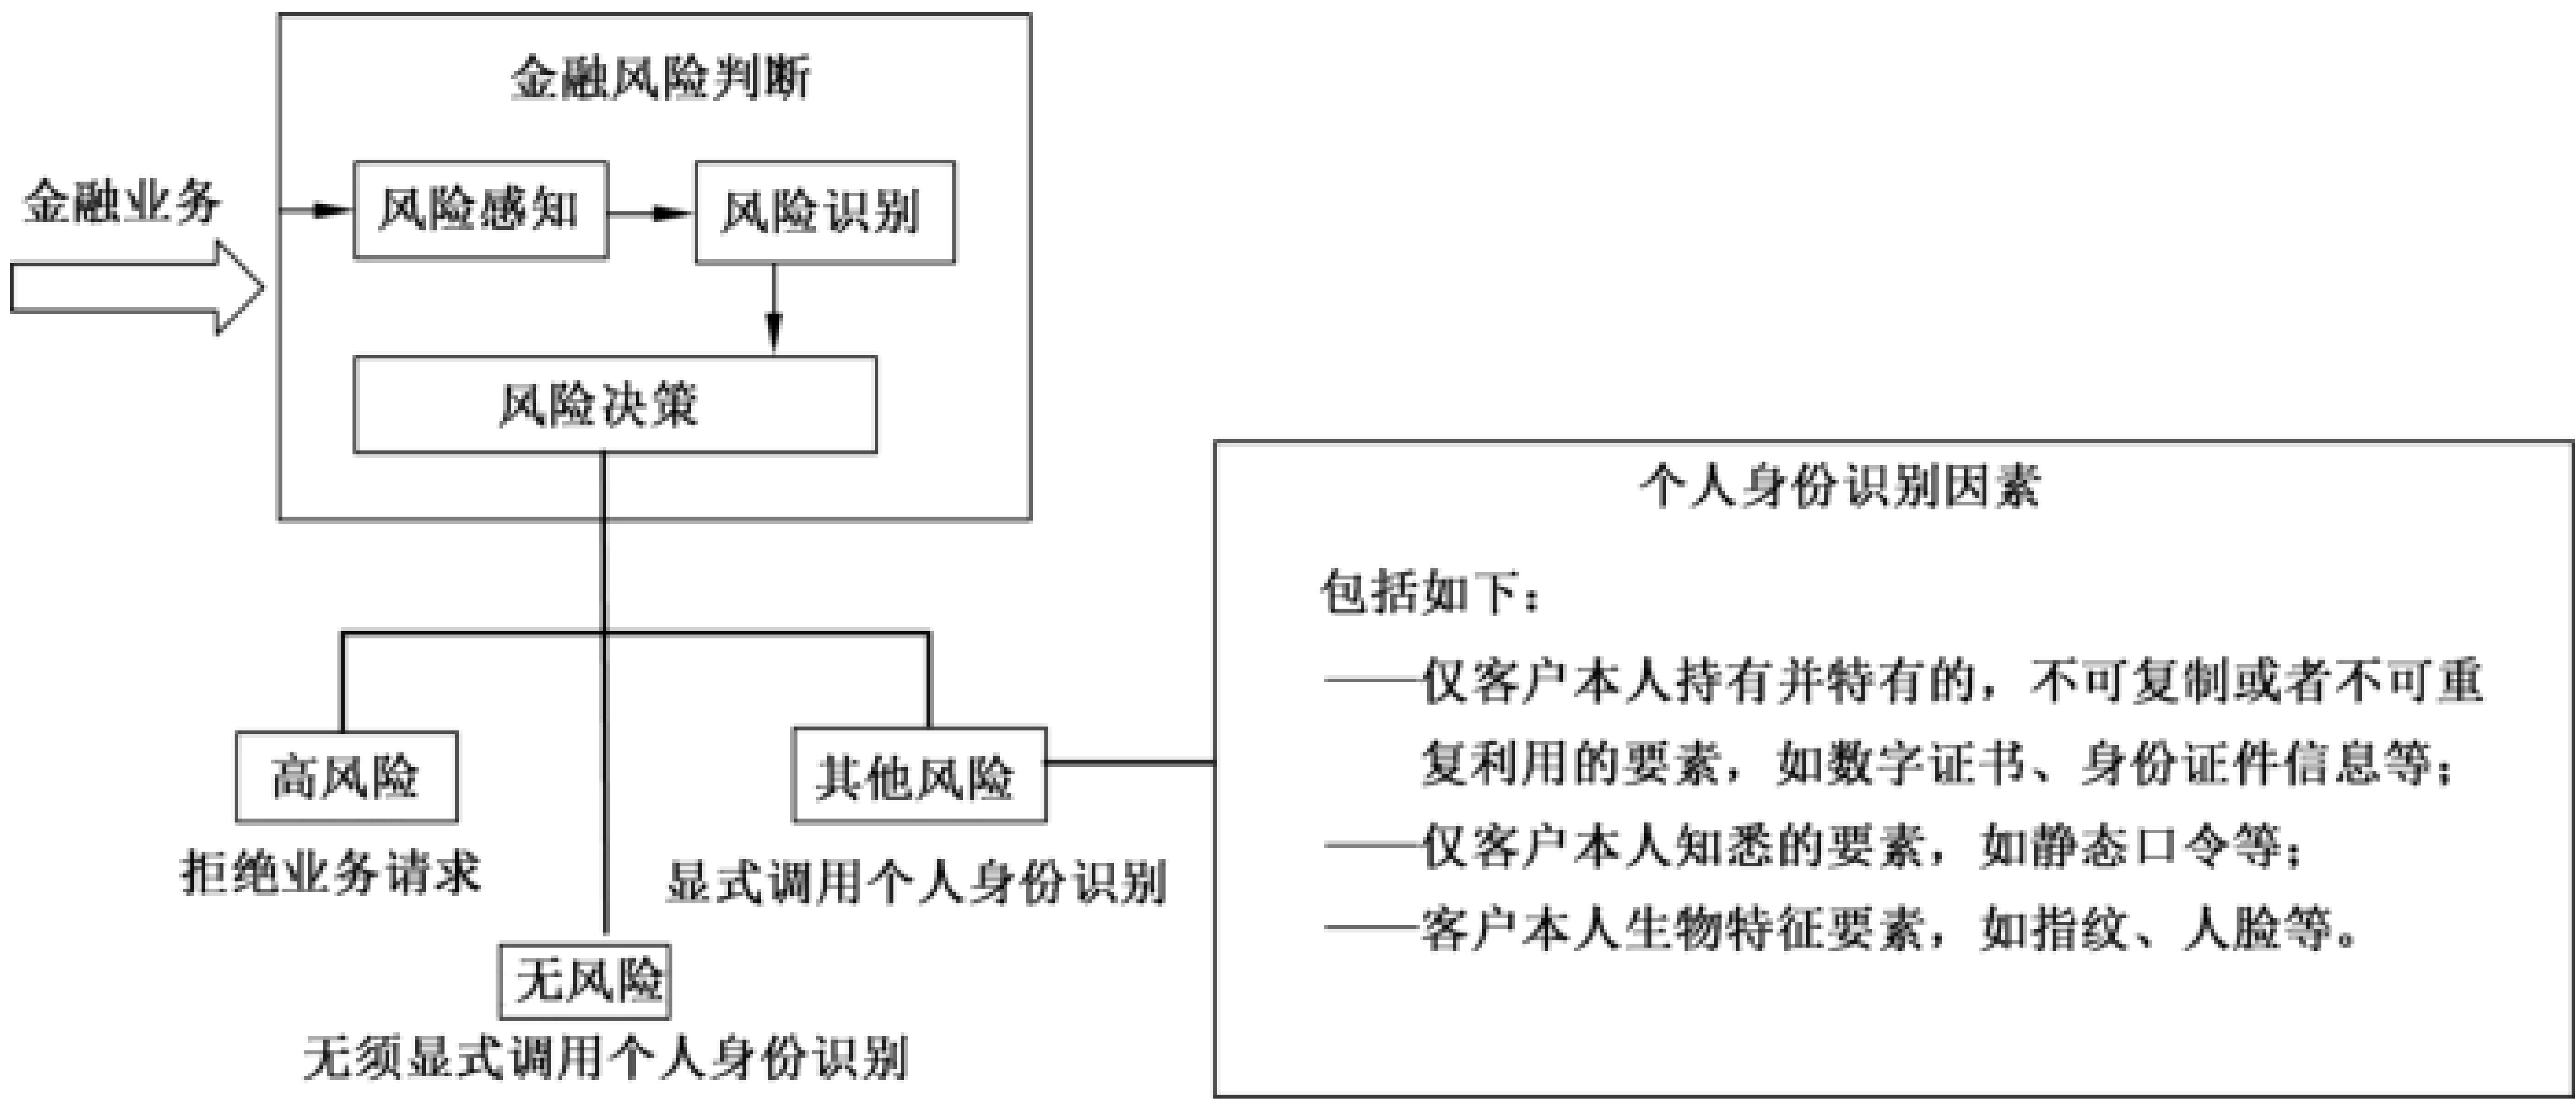 金融风险判断
金融业务
风险感知
风险识别
风险决策
个人身份识别因素
包括如下：
——仅客户本人持有并特有的，不可复制或者不可重
复利用的要素，如数字证书、身份证件信息等；
——仅客户本人知悉的要素，如静态口令等；
——客户本人生物特征要素，如指纹、人脸等。
高风险
拒绝业务请求
其他风险
显式调用个人身份识别
无风险
无须显式调用个人身份识别